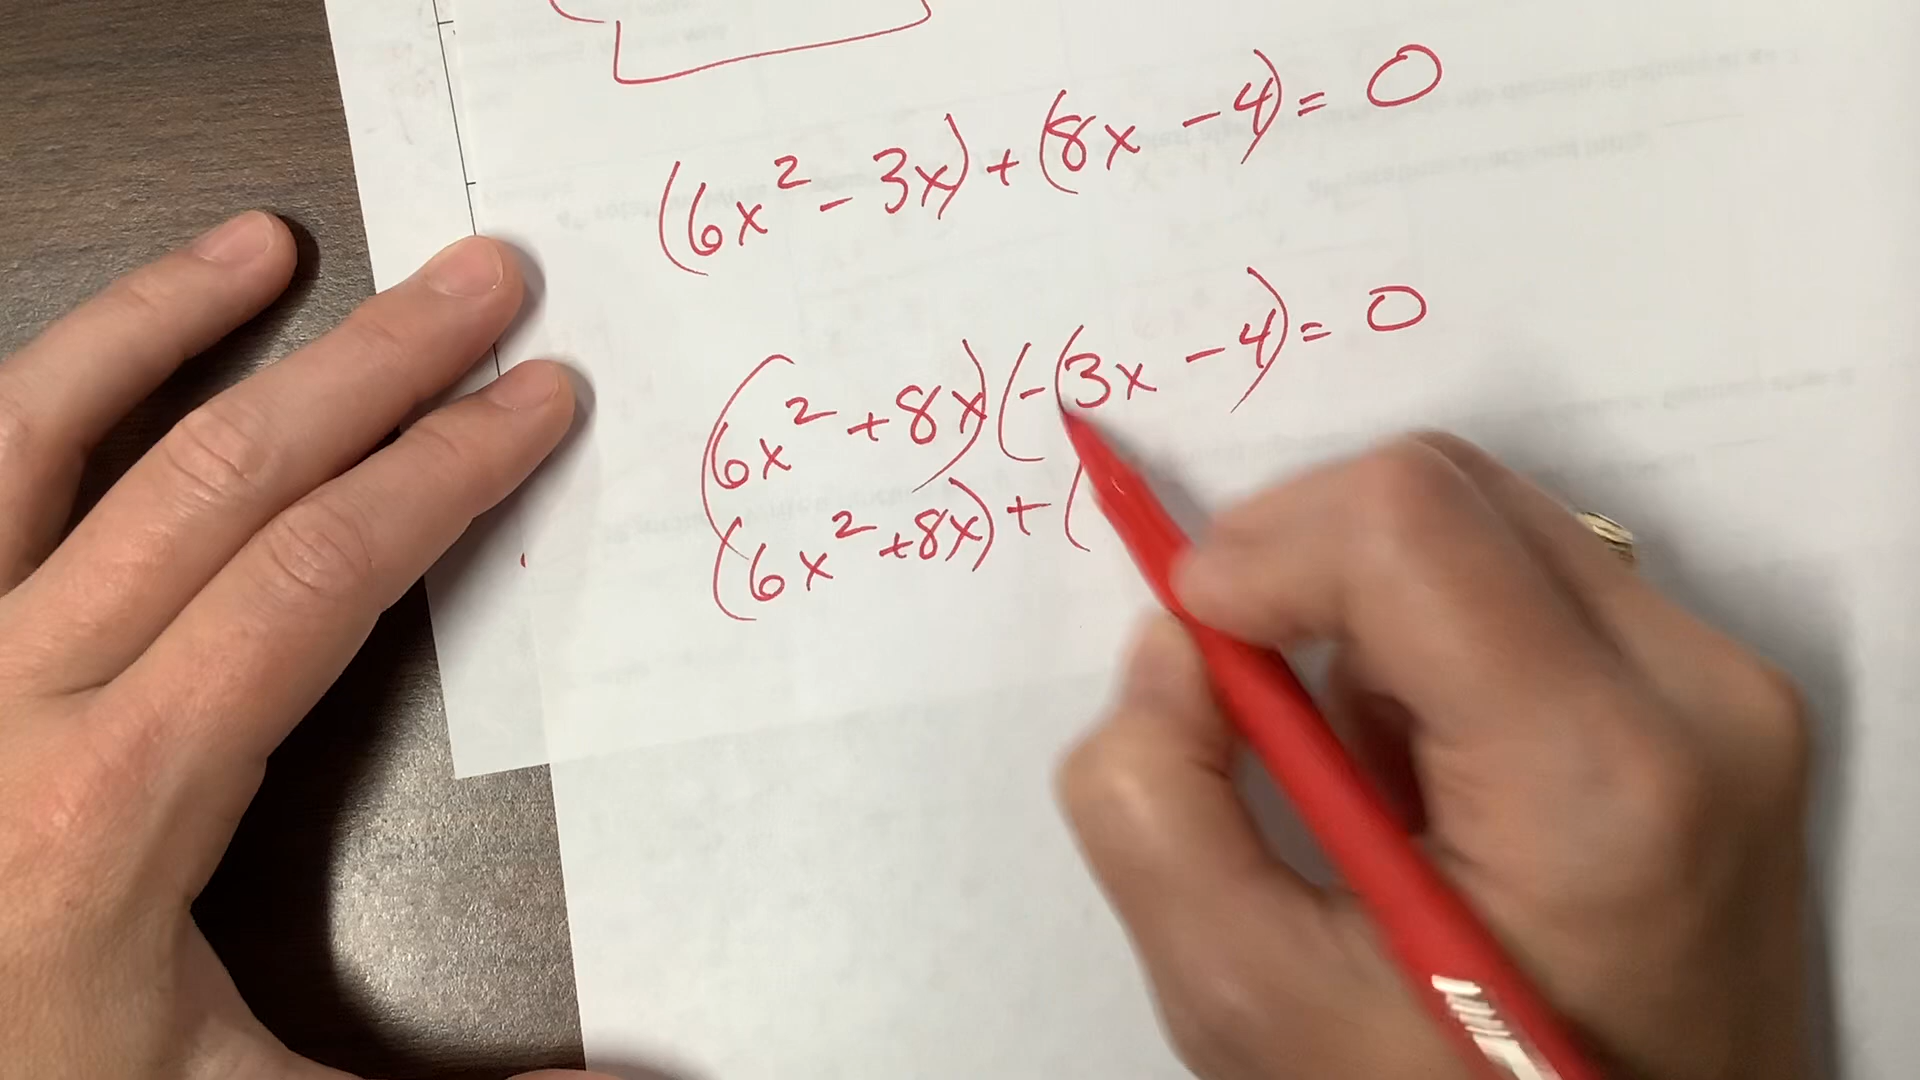 (6x² - 3x) + (8x - 4) = 0
(6x² + 8x) (-(3x - 4) = 0
(6x² + 8x) + (